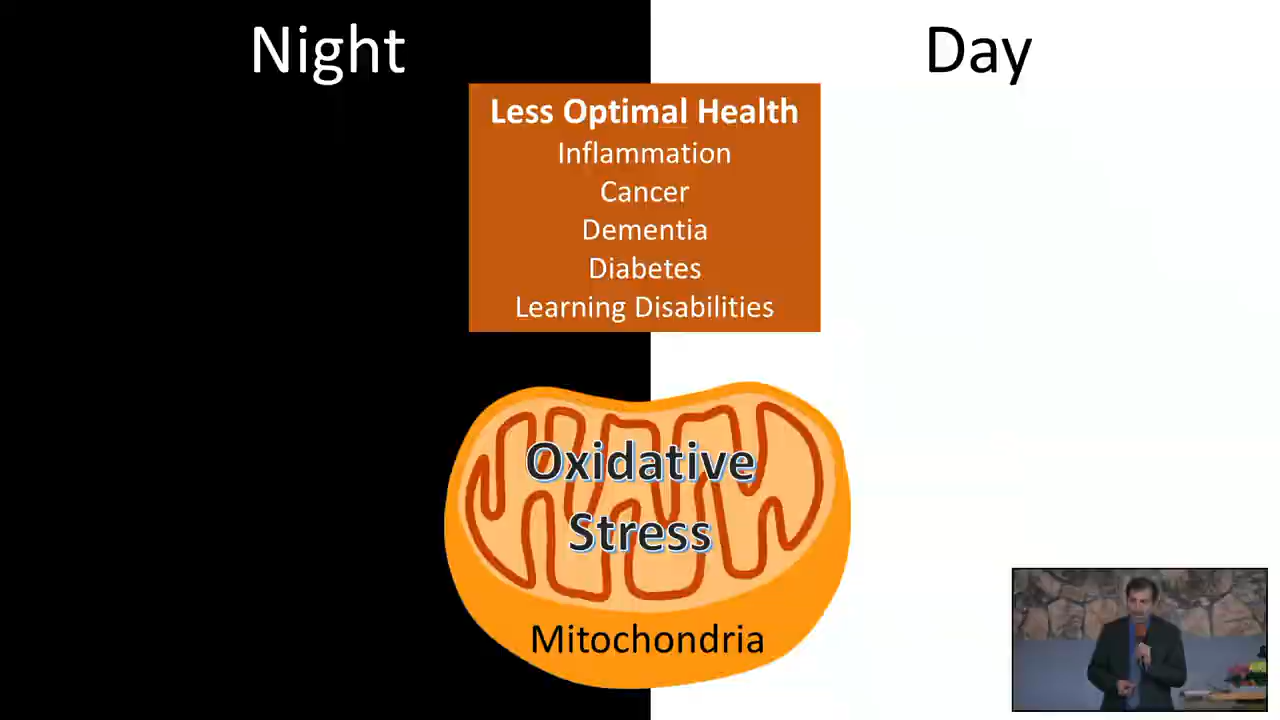 Night
Day
Less Optimal Health
Inflammation
Cancer
Dementia
Diabetes
Learning Disabilities
Oxidative
Stress
Mitochondria